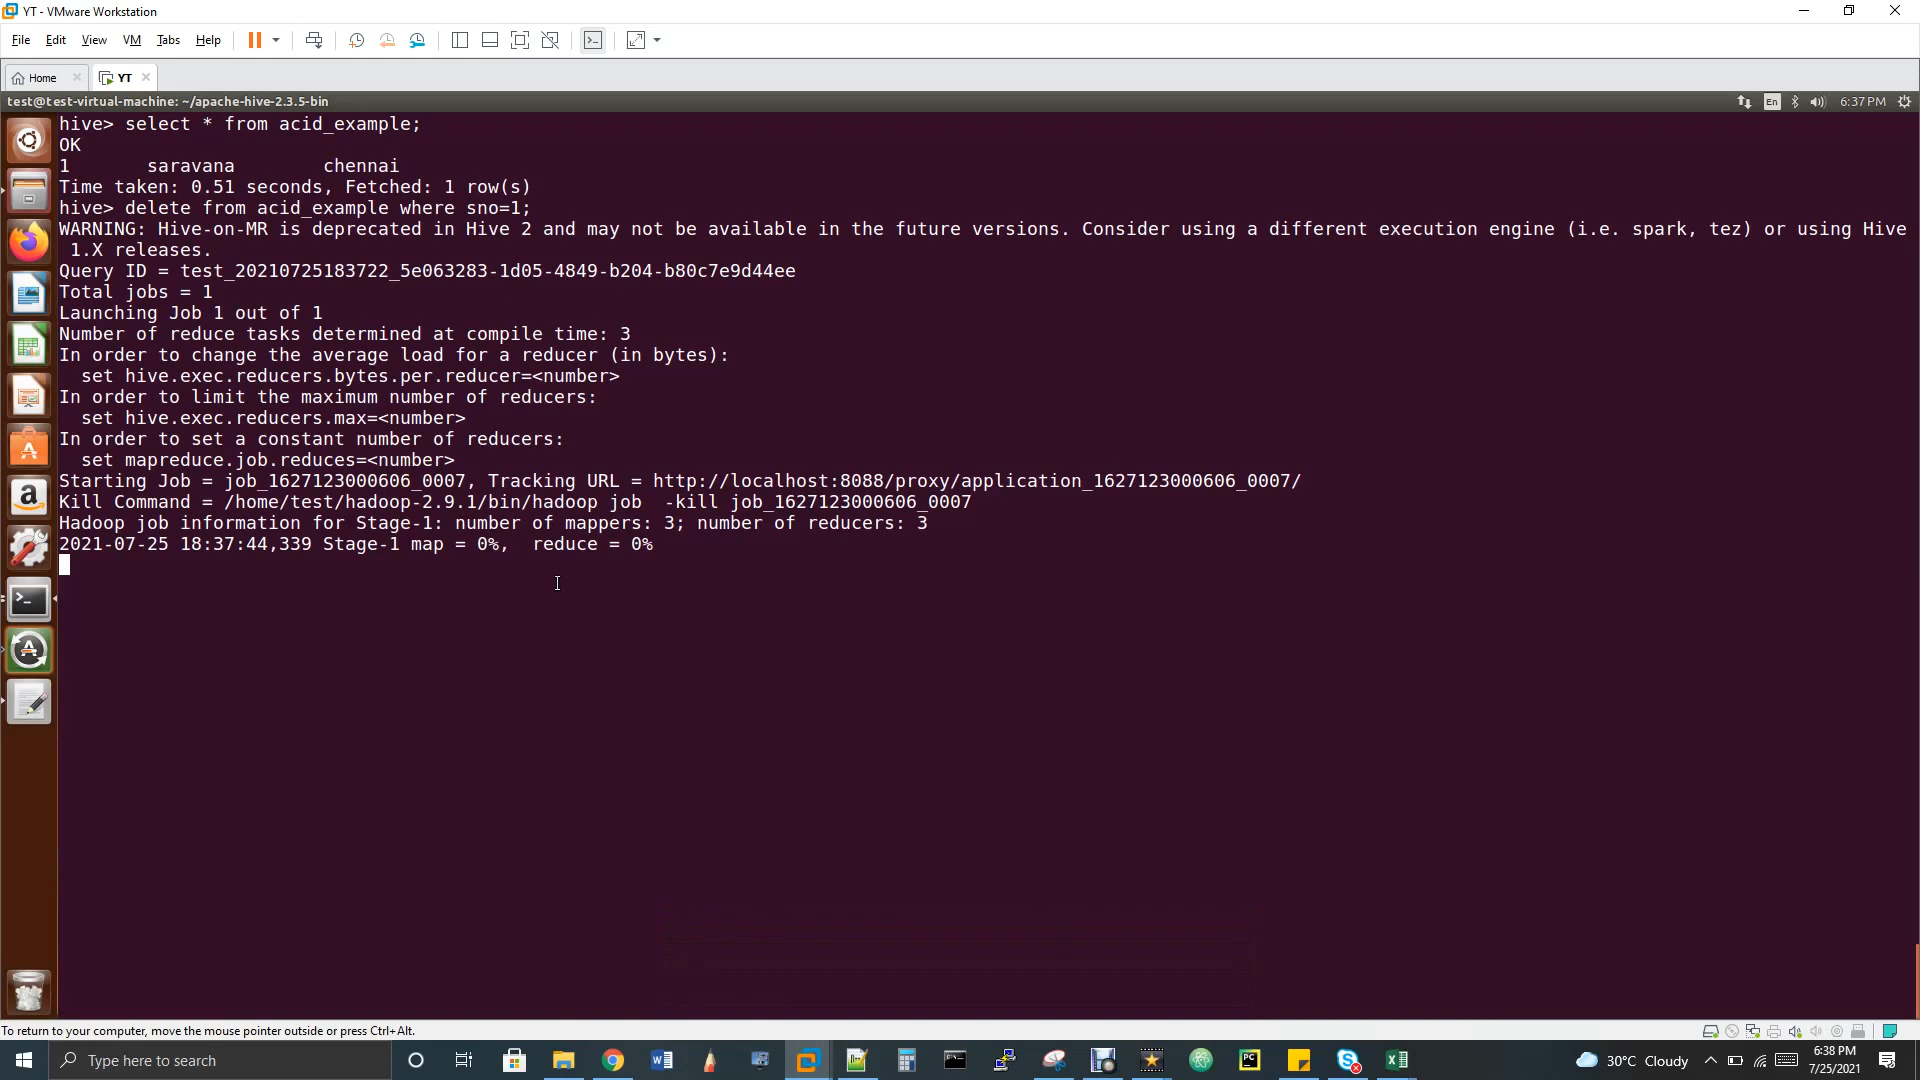 YT - VMware Workstation
File Edit View VM Tabs Help
Home YT
test@test-virtual-machine: ~/apache-hive-2.3.5-bin En 6:37 PM
hive> select * from acid_example;
OK
1 saravana chennai
Time taken: 0.51 seconds, Fetched: 1 row(s)
hive> delete from acid_example where sno=1;
WARNING: Hive-on-MR is deprecated in Hive 2 and may not be available in the future versions. Consider using a different execution engine (i.e. spark, tez) or using Hive
1.X releases.
Query ID = test_20210725183722_5e063283-1d05-4849-b204-b80c7e9d44ee
Total jobs = 1
Launching Job 1 out of 1
Number of reduce tasks determined at compile time: 3
In order to change the average load for a reducer (in bytes):
set hive.exec.reducers.bytes.per.reducer=<number>
In order to limit the maximum number of reducers:
set hive.exec.reducers.max=<number>
In order to set a constant number of reducers:
set mapreduce.job.reduces=<number>
Starting Job = job_1627123000606_0007, Tracking URL = http://localhost:8088/proxy/application_1627123000606_0007/
Kill Command = /home/test/hadoop-2.9.1/bin/hadoop job  -kill job_1627123000606_0007
Hadoop job information for Stage-1: number of mappers: 3; number of reducers: 3
2021-07-25 18:37:44,339 Stage-1 map = 0%,  reduce = 0%
To return to your computer, move the mouse pointer outside or press Ctrl+Alt.
Type here to search
30°C Cloudy
6:38 PM
7/25/2021